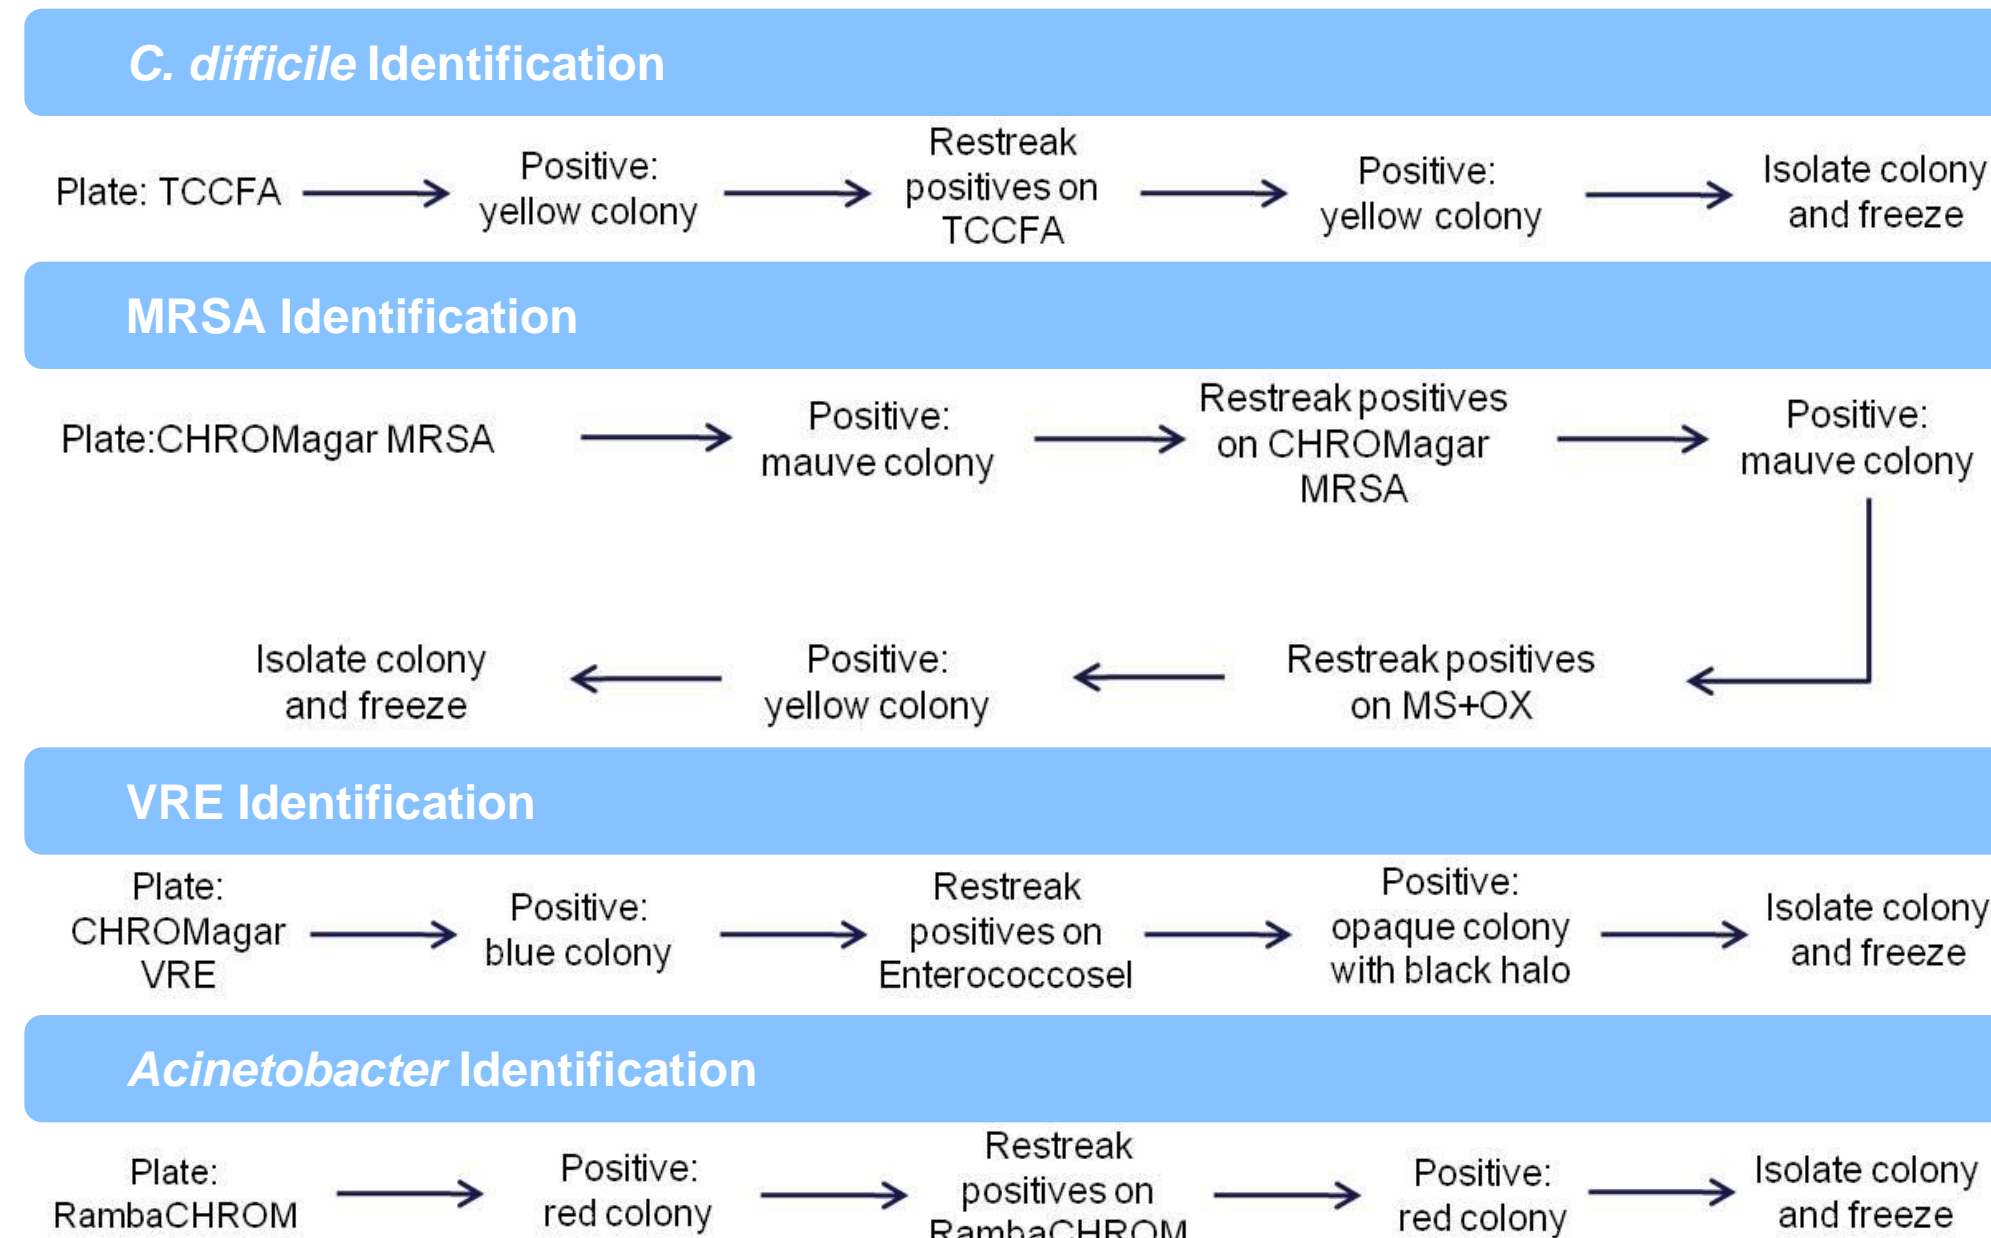 C. difficile Identification
Plate: TCCFA
Positive:
yellow colony
Restreak
positives on
TCCFA
Positive:
yellow colony
Isolate colony
and freeze
MRSA Identification
Plate:CHROMagar MRSA
Positive:
mauve colony
Restreak positives
on CHROMagar
MRSA
Positive:
mauve colony
Restreak positives
on MS+OX
Positive:
yellow colony
Isolate colony
and freeze
VRE Identification
Plate:
CHROMagar
VRE
Positive:
blue colony
Restreak
positives on
Enterococcosel
Positive:
opaque colony
with black halo
Isolate colony
and freeze
Acinetobacter Identification
Plate:
RambaCHROM
Positive:
red colony
Restreak
positives on
RambaCHROM
Positive:
red colony
Isolate colony
and freeze